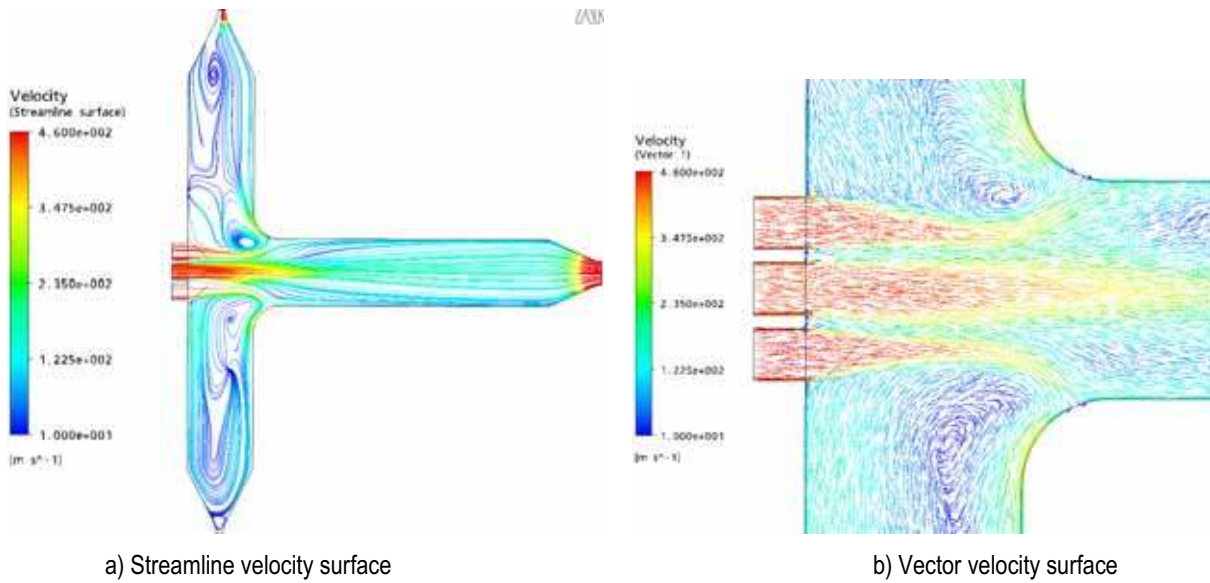 Velocity
(Streamline surface)
4.600e+002
3.475e+002
2.350e+002
1.225e+002
1.000e+001
[m s^-1]
Velocity
4.600e+002
3.475e+002
2.350e+002
1.225e+002
1.000e+001
[m s^-1]
a) Streamline velocity surface
b) Vector velocity surface